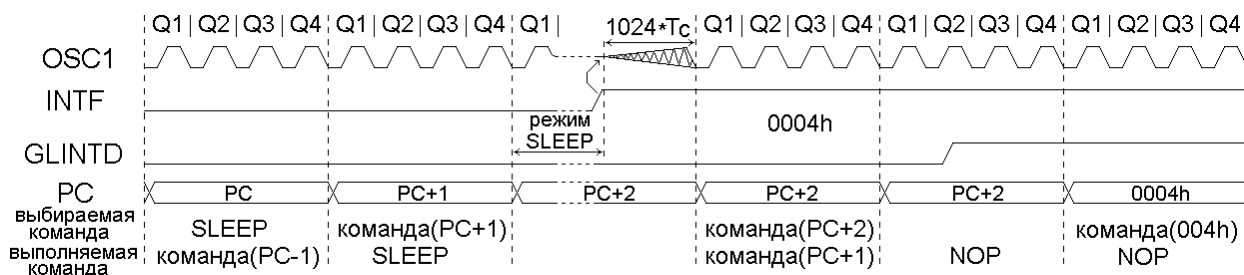 Q1 | Q2 | Q3 | Q4 | Q1 | Q2 | Q3 | Q4 | Q1 | 1024*Tc | Q1 | Q2 | Q3 | Q4 | Q1 | Q2 | Q3 | Q4 | Q1 | Q2 | Q3 | Q4
OSC1
INTF
режим
SLEEP
0004h
GLINTD
PC PC PC+1 PC+2 PC+2 PC+2 0004h
выбираемая
команда
SLEEP команда(PC+1) команда(PC+2) команда(004h)
выполняемая
команда
команда(PC-1) SLEEP команда(PC+1) NOP NOP